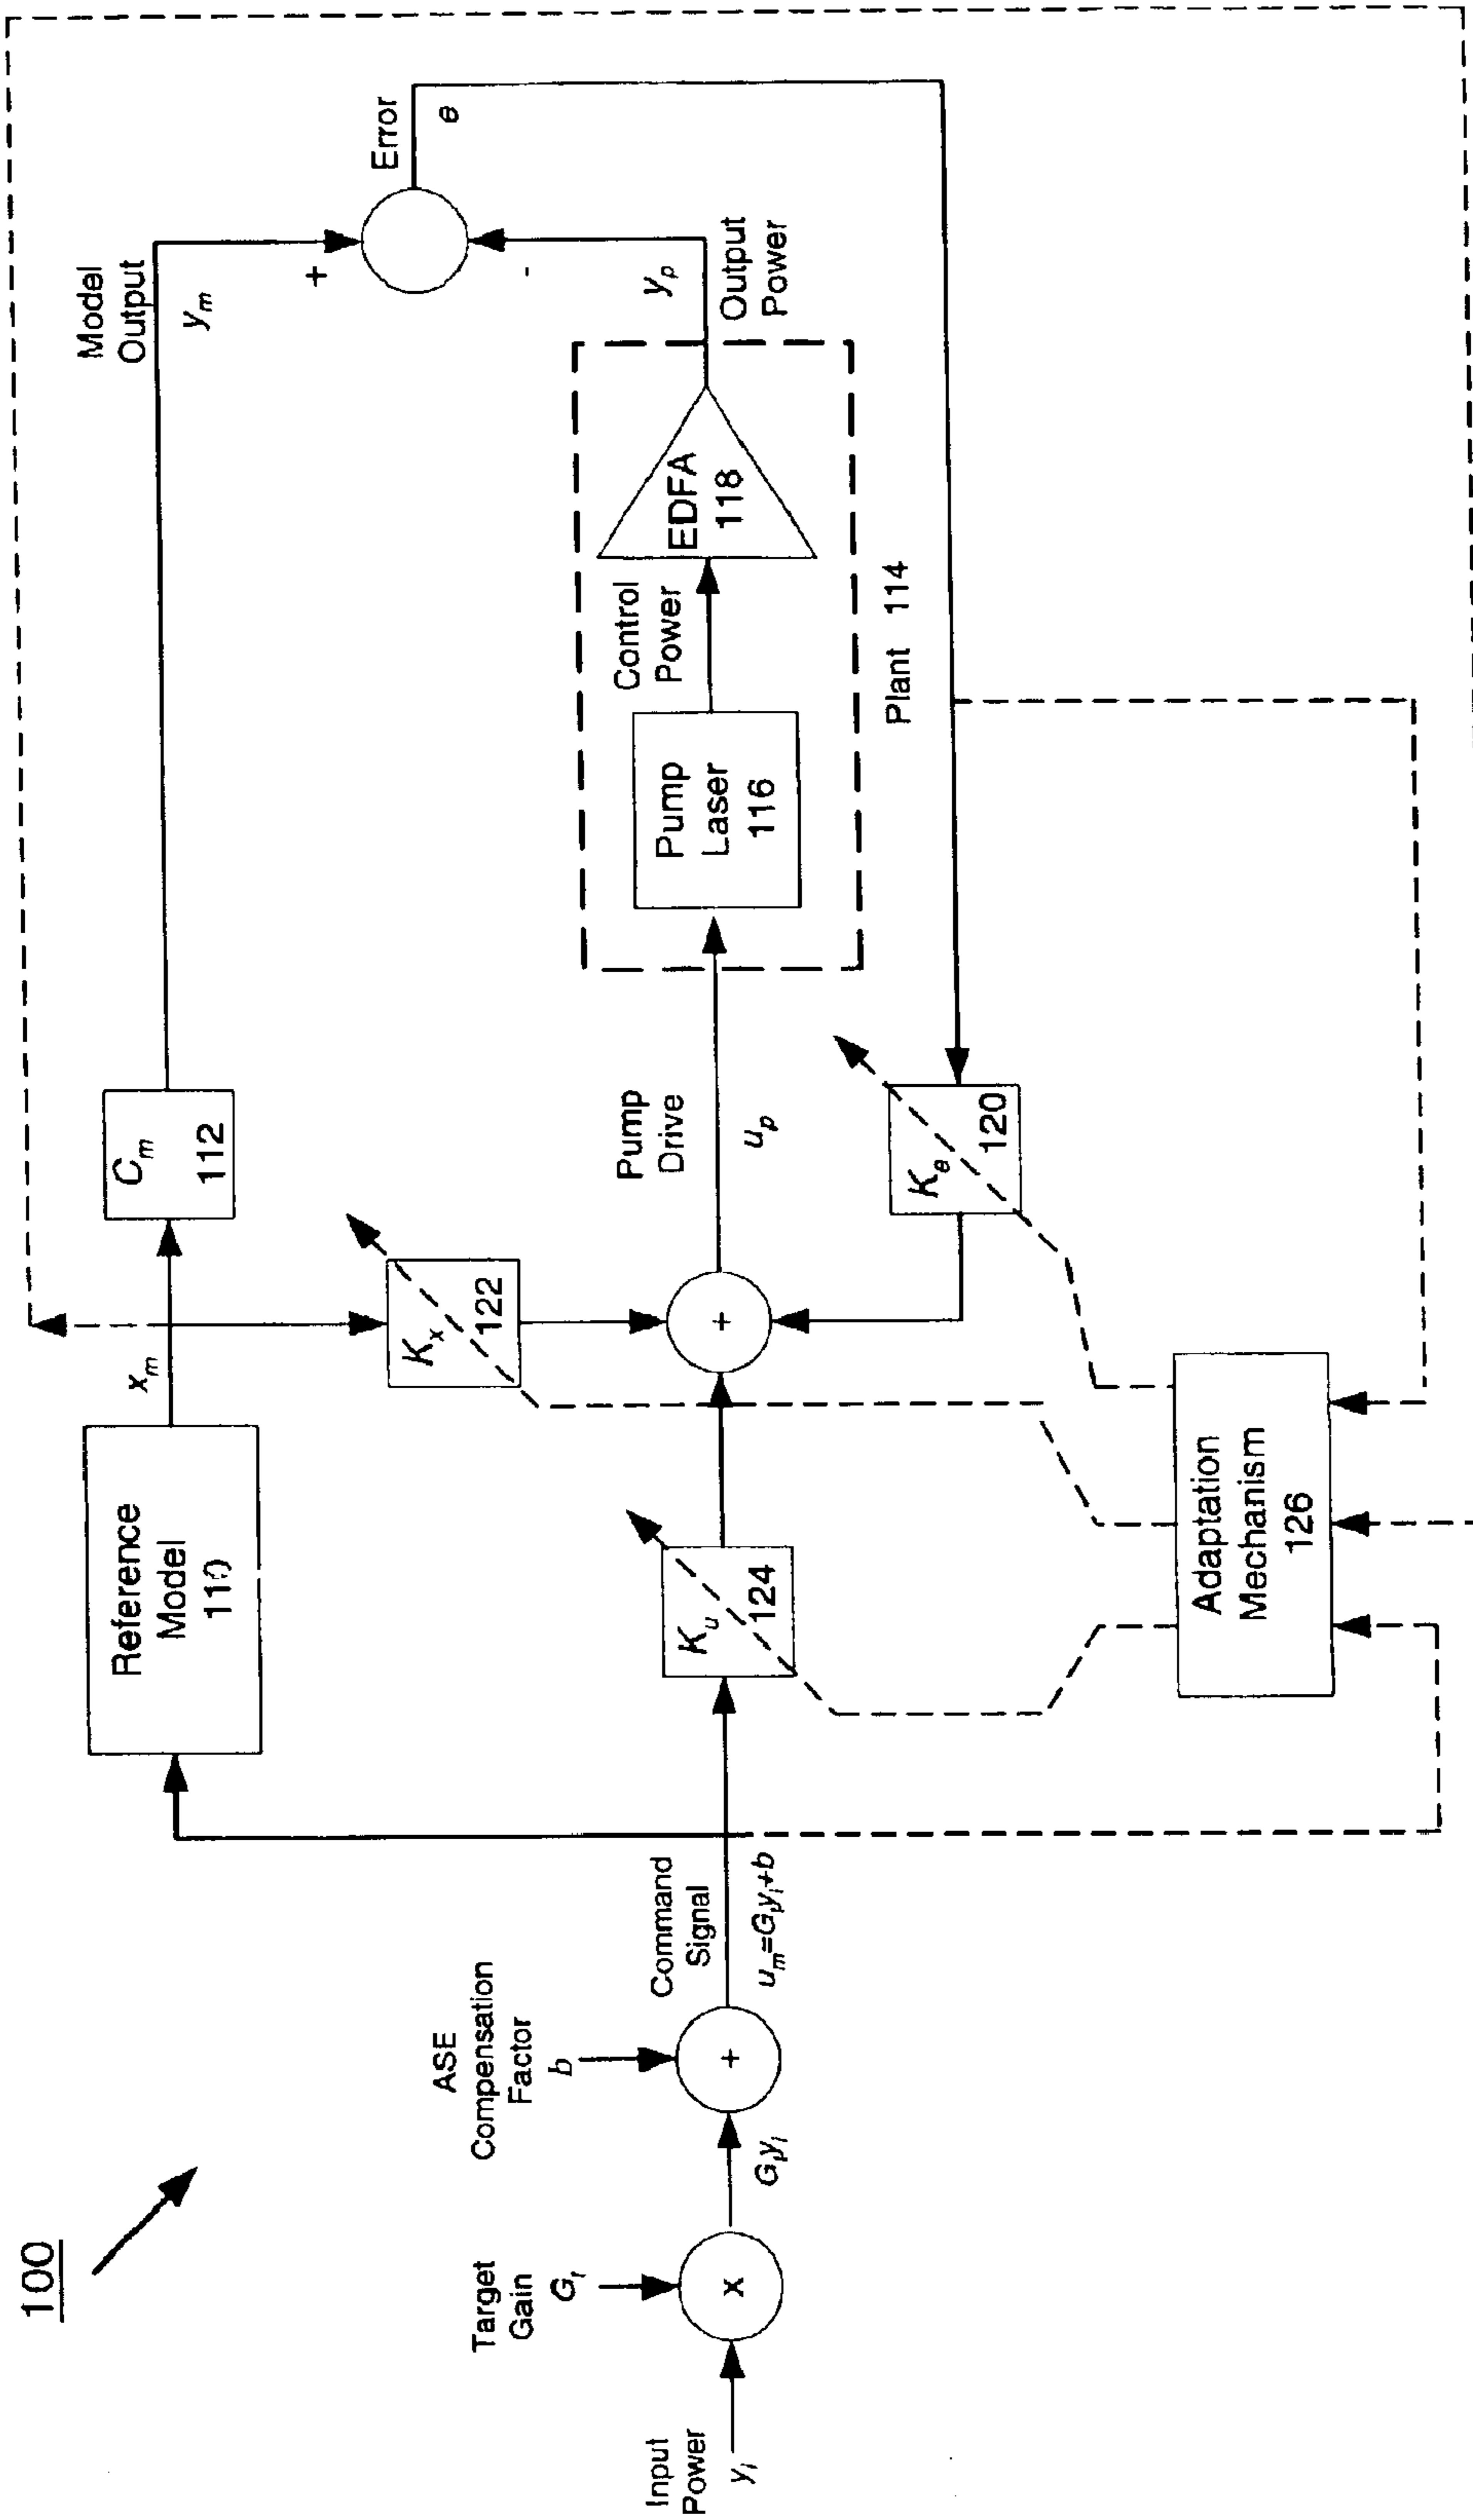 100
Input
Power
y_i
Target
Gain
G_t
x
G_t y_i
ASE
Compensation
Factor
b
+
Command
Signal
u_m=G_t y_i+b
Reference
Model
110
x_m
C_m
112
Model
Output
y_m
K_u
124
K_x
122
+
Pump
Drive
u_p
Pump
Laser
116
Control
Power
EDFA
118
Plant 114
y_p
Output
Power
+
-
Error
e
K_e
120
Adaptation
Mechanism
126